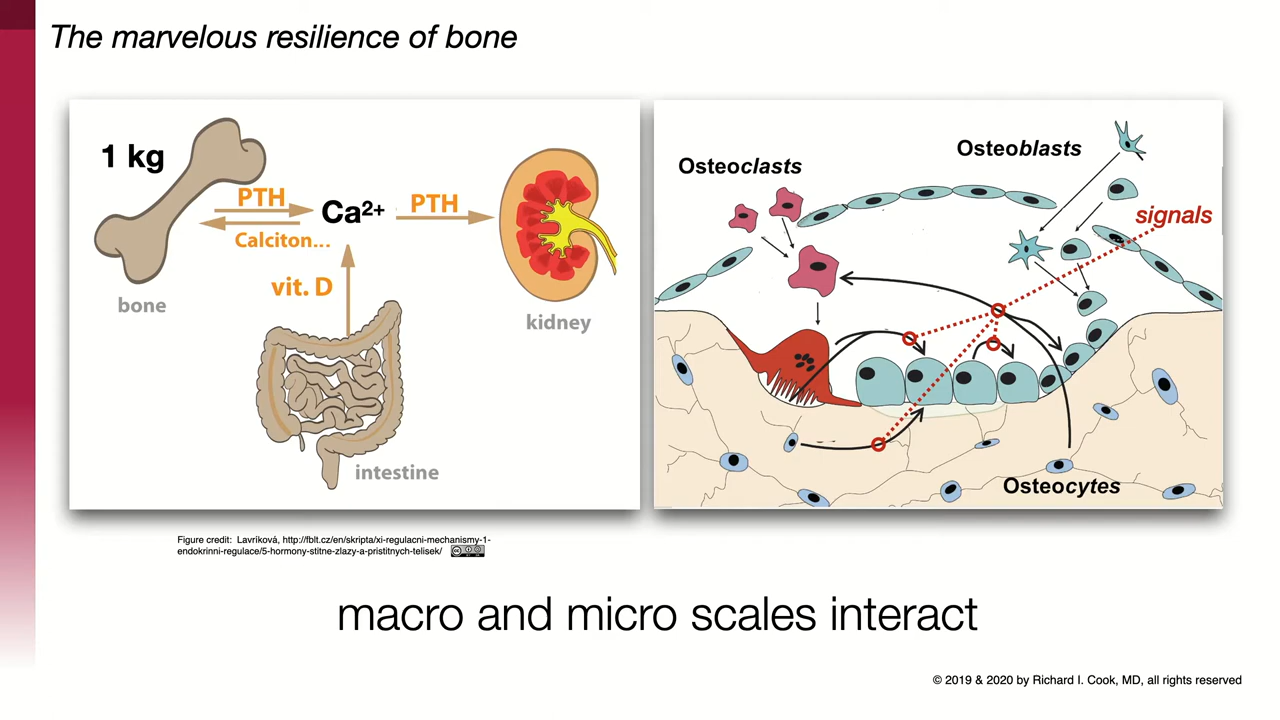 The marvelous resilience of bone
1 kg
PTH
Ca2+
PTH
Calciton...
vit. D
bone
kidney
intestine
Osteoclasts
Osteoblasts
signals
Osteocytes
Figure credit: Lavríková, http://fblt.cz/en/skripta/xi-regulacni-mechanismy-1-
endokrinni-regulace/5-hormony-stitne-zlazy-a-pristitnych-telisek/
macro and micro scales interact
© 2019 & 2020 by Richard I. Cook, MD, all rights reserved